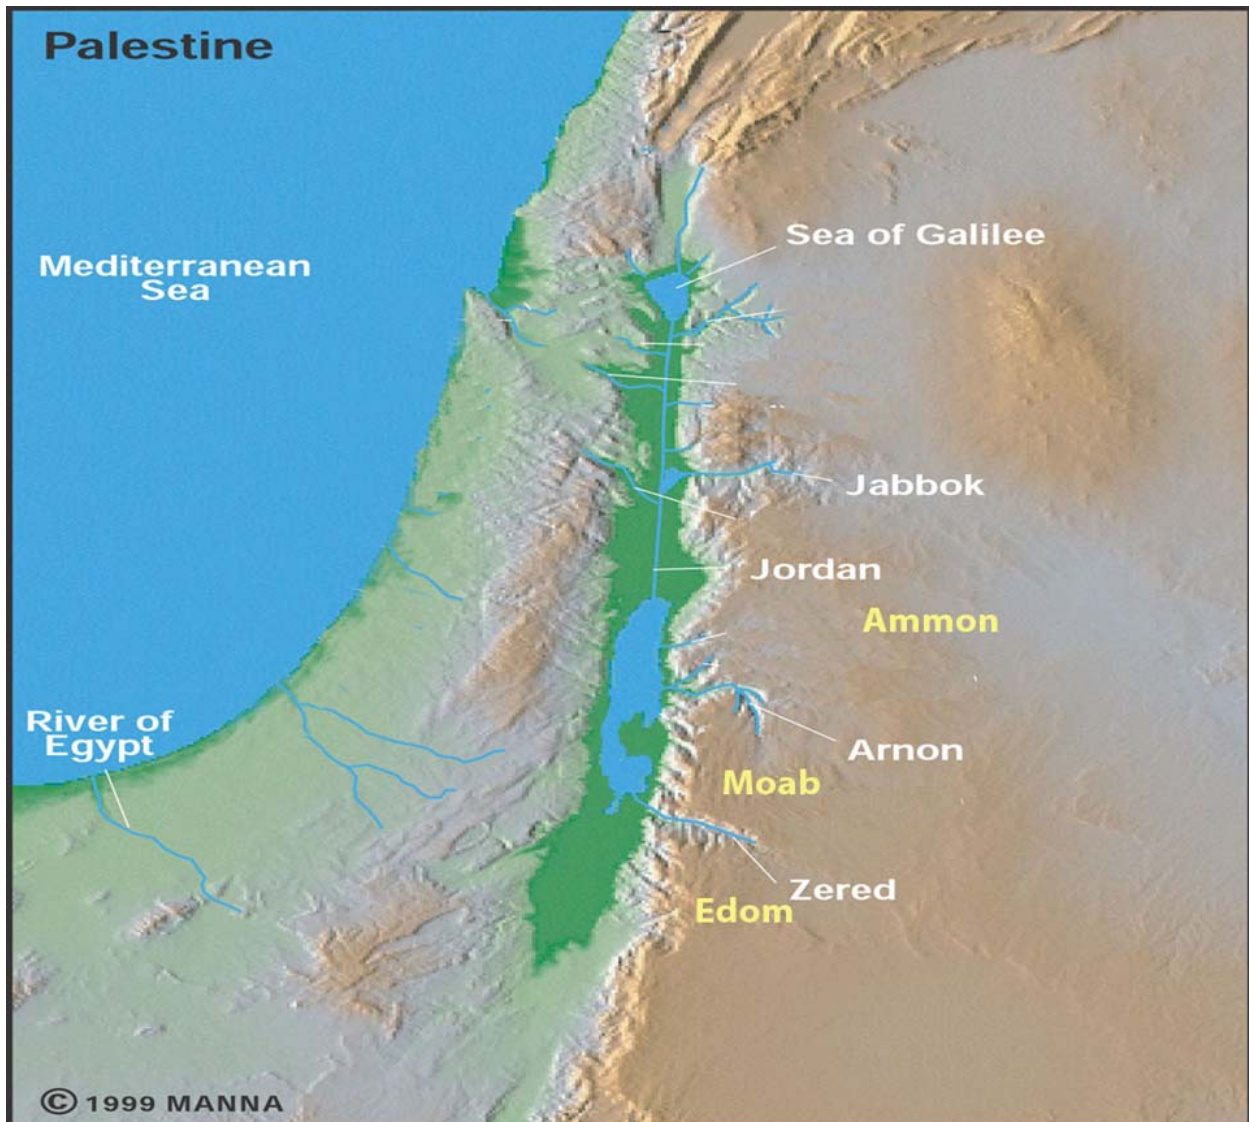 Palestine
Sea of Galilee
Mediterranean
Sea
Jabbok
Jordan
Ammon
River of
Egypt
Arnon
Moab
Zered
Edom
© 1999 MANNA